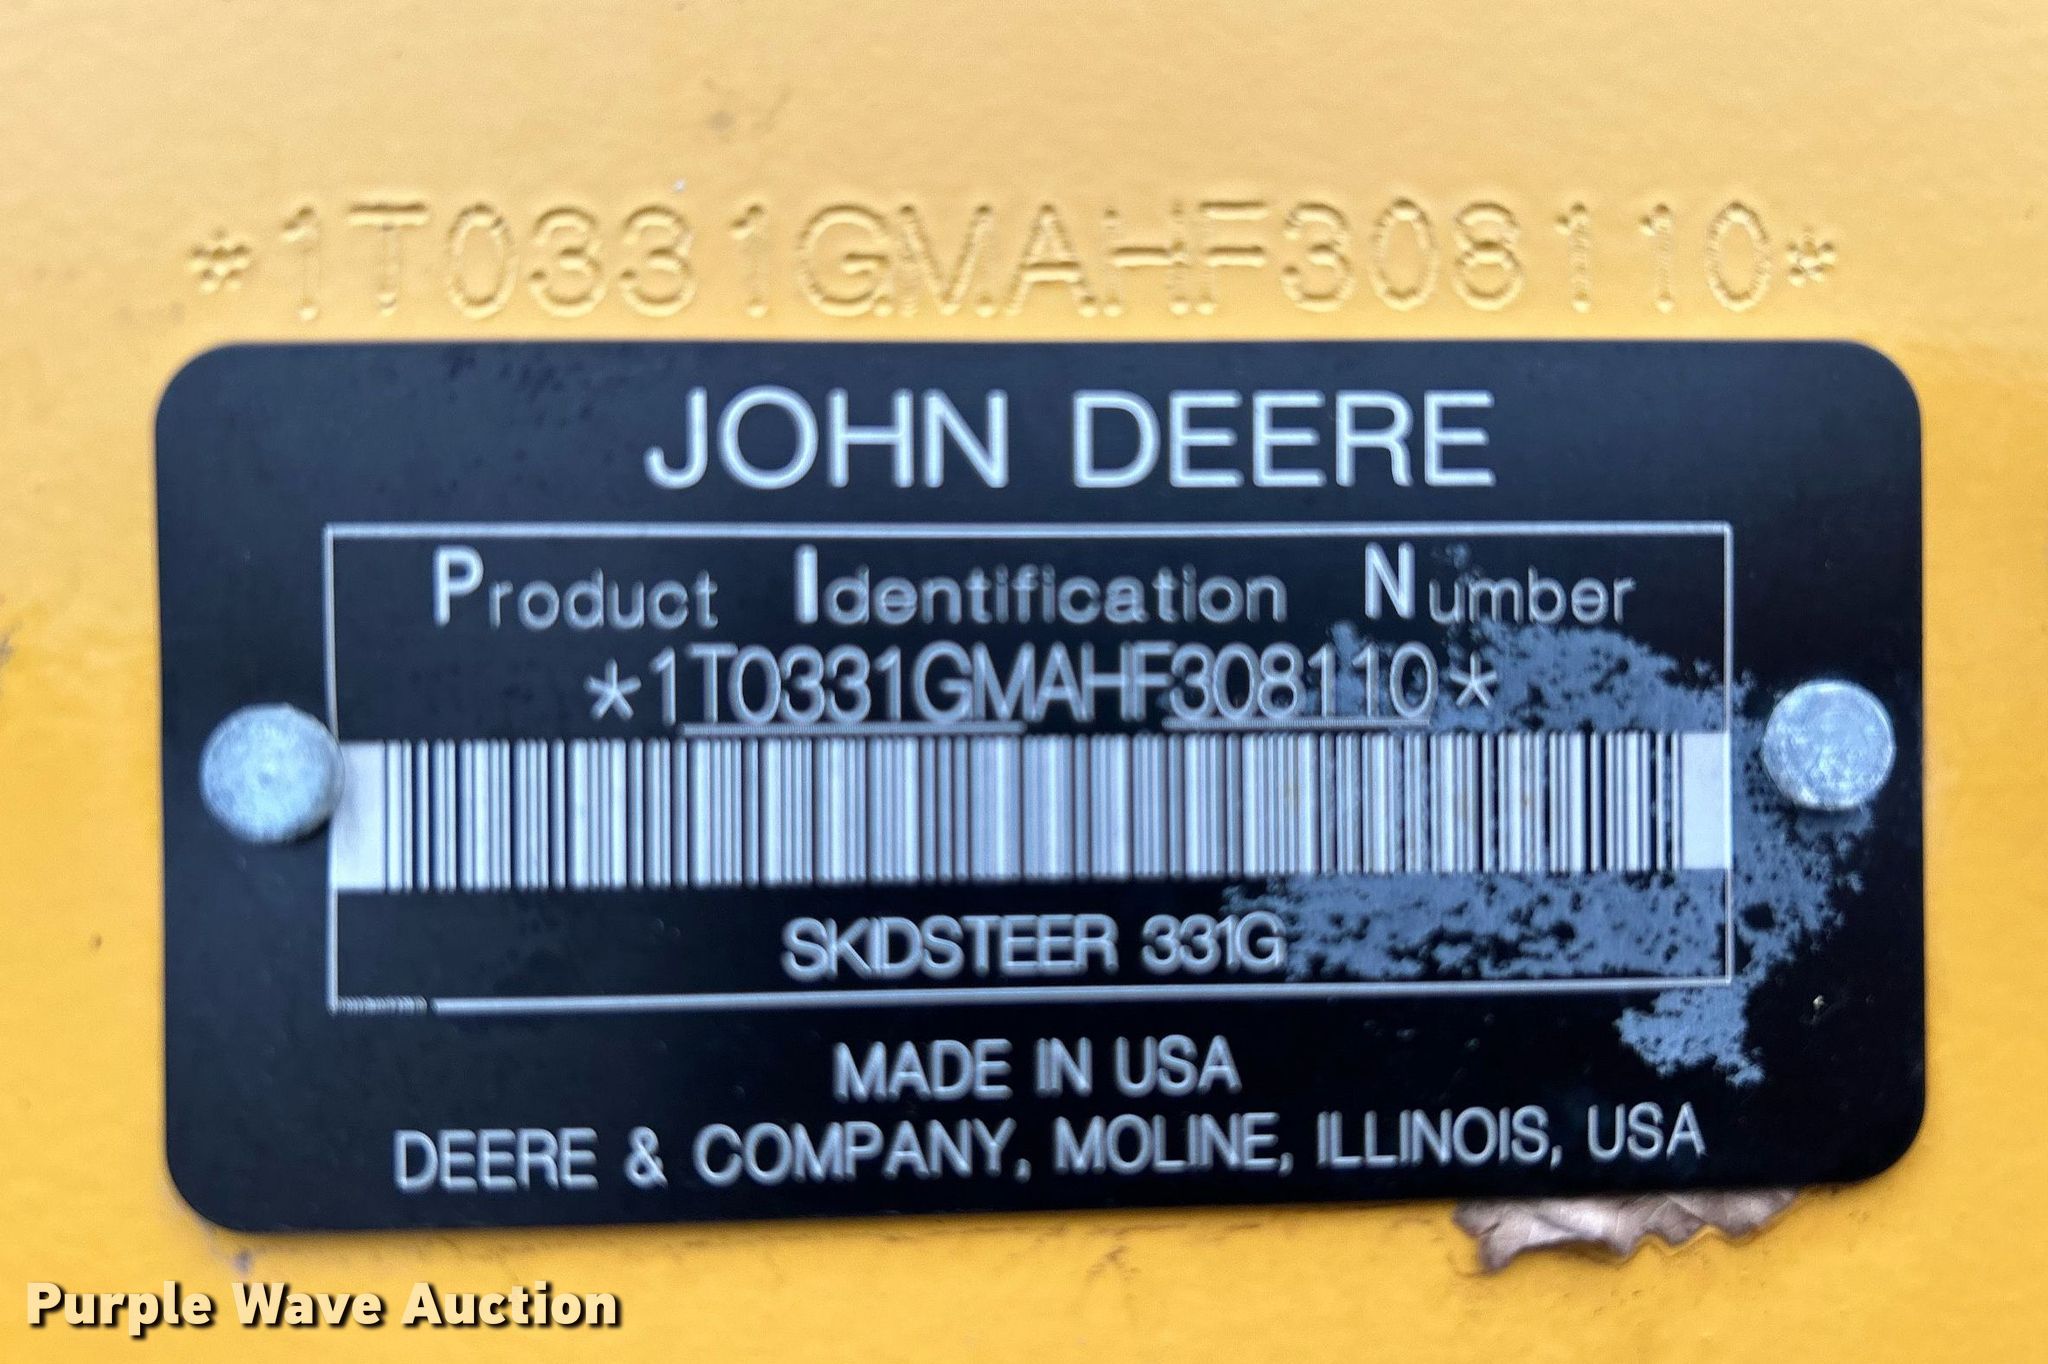 *1T0331GMAHF308110*
JOHN DEERE
Product Identification Number
*1T0331GMAHF308110*
SKIDSTEER 331G
MADE IN USA
DEERE & COMPANY, MOLINE, ILLINOIS, USA
Purple Wave Auction